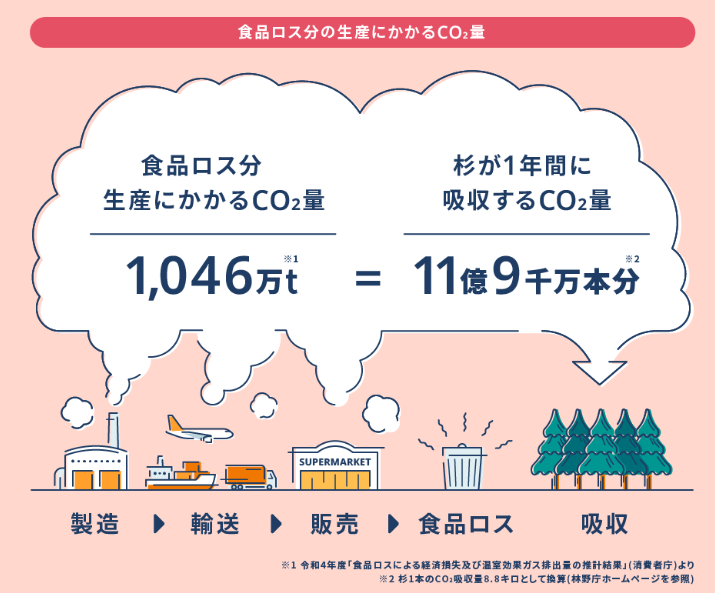 食品ロス分の生産にかかるCO₂量
食品ロス分
生産にかかるCO₂量
1,046万t ※1
=
杉が1年間に
吸収するCO₂量
11億9千万本分 ※2
SUPERMARKET
製造
輸送
販売
食品ロス
吸収
※1 令和4年度「食品ロスによる経済損失及び温室効果ガス排出量の推計結果」(消費者庁)より
※2 杉1本のCO₂吸収量8.8キロとして換算(林野庁ホームページを参照)